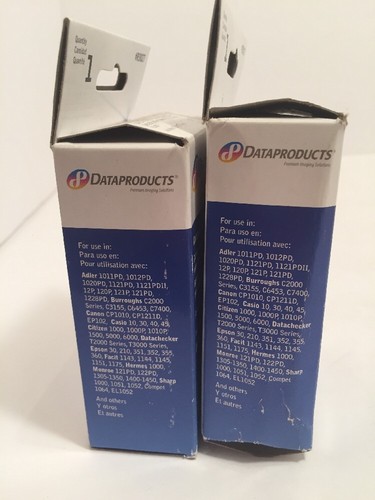 Quantity
Cantidad
Quantité
1
DATAPRODUCTS
Premium Imaging Solutions
For use in:
Para uso en:
Pour utilisation avec:
Adler 1011PD, 1012PD,
1020PD, 1121PD, 1121PDII,
12P, 120P, 121P, 121PD,
1228PD, Burroughs C2000
Series, C3155, C6453, C7400,
Canon CP1010, CP1211D,
EP102, Casio 10, 30, 40, 45,
Citizen 1000, 1000P, 1010P,
1500, 5000, 6000, Datachecker
T2000 Series, T3000 Series,
Epson 30, 210, 351, 352, 355,
360, Facit 1143, 1144, 1145,
1151, 1175, Hermes 1000,
Monroe 121PD, 122PD,
1305-1350, 1400-1450, Sharp
1000, 1051, 1052, Compet
1064, EL1052
And others
Y otros
Et autres
DATAPRODUCTS
Premium Imaging Solutions
For use in:
Para uso en:
Pour utilisation avec:
Adler 1011PD, 1012PD,
1020PD, 1121PD, 1121PDII,
12P, 120P, 121P, 121PD,
1228PD, Burroughs C2000
Series, C3155, C6453, C7400,
Canon CP1010, CP1211D,
EP102, Casio 10, 30, 40, 45,
Citizen 1000, 1000P, 1010P,
1500, 5000, 6000, Datachecker
T2000 Series, T3000 Series,
Epson 30, 210, 351, 352, 355,
360, Facit 1143, 1144, 1145,
1151, 1175, Hermes 1000,
Monroe 121PD, 122PD,
1305-1350, 1400-1450, Sharp
1000, 1051, 1052, Compet
1064, EL1052
And others
Y otros
Et autres